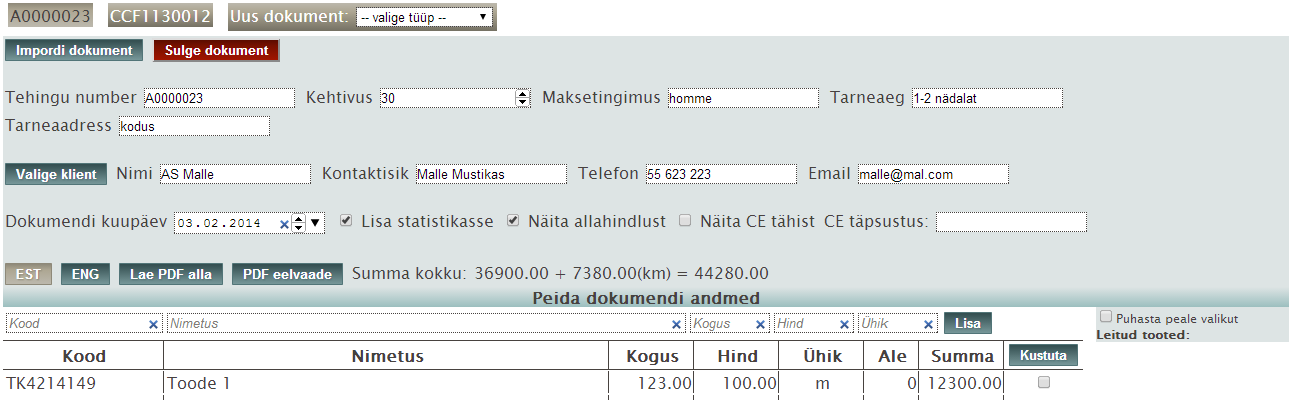 A0000023 CCF1130012 Uus dokument: -- valige tüüp --
Impordi dokument Sulge dokument
Tehingu number A0000023 Kehtivus 30 Maksetingimus homme Tarneaeg 1-2 nädalat
Tarneaadress kodus
Valige klient Nimi AS Malle Kontaktisik Malle Mustikas Telefon 55 623 223 Email malle@mal.com
Dokumendi kuupäev 03.02.2014 Lisa statistikasse Näita allahindlust Näita CE tähist CE täpsustus:
EST ENG Lae PDF alla PDF eelvaade Summa kokku: 36900.00 + 7380.00(km) = 44280.00
Peida dokumendi andmed
Kood Nimetus Kogus Hind Ühik Lisa Puhasta peale valikut
Leitud tooted:
Kood Nimetus Kogus Hind Ühik Ale Summa Kustuta
TK4214149 Toode 1 123.00 100.00 m 0 12300.00